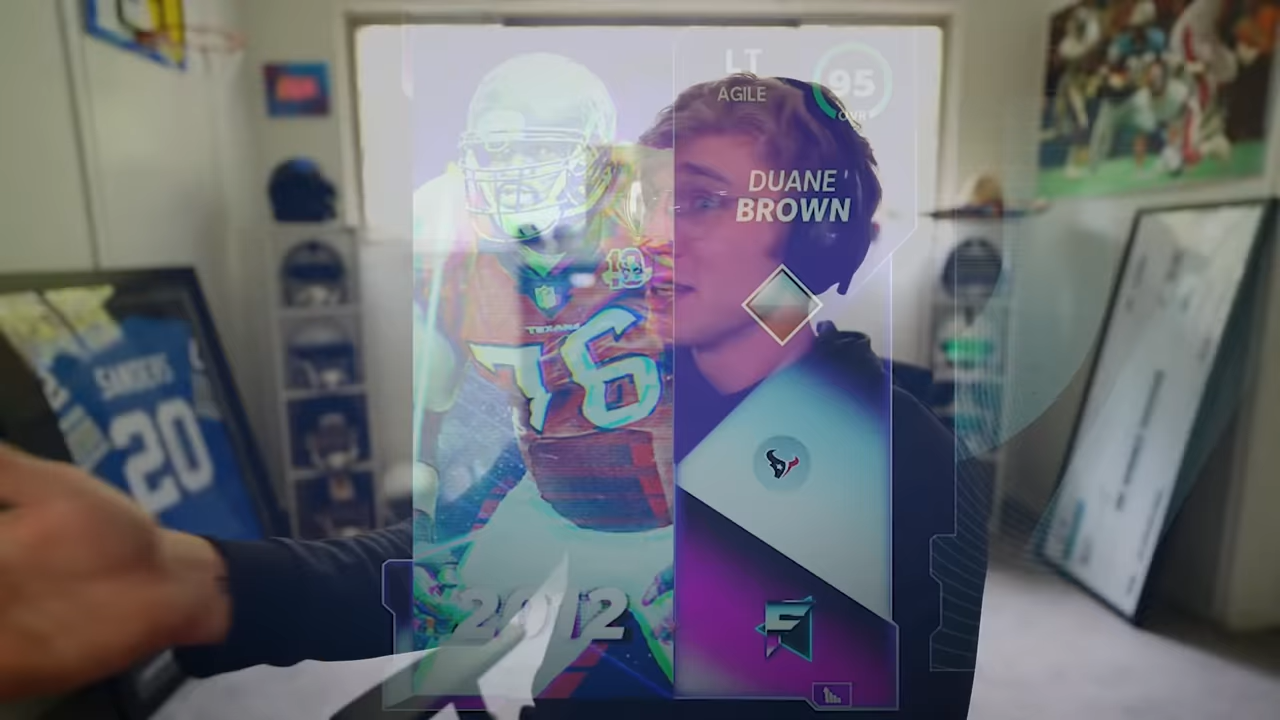 LT
AGILE
95
OVR
DUANE
BROWN
TEXANS
76
2012
SANDERS
20